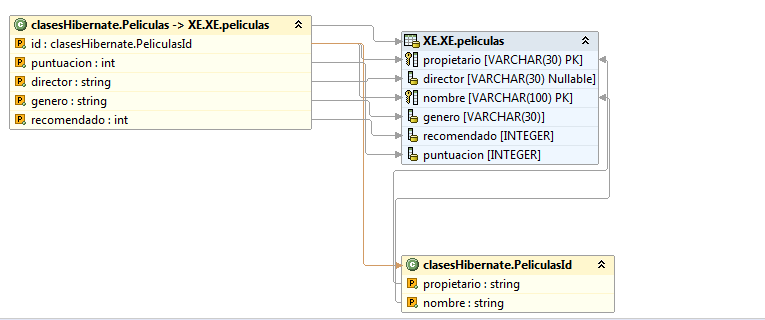 clasesHibernate.Peliculas -> XE.XE.peliculas
id : clasesHibernate.PeliculasId
puntuacion : int
director : string
genero : string
recomendado : int
XE.XE.peliculas
propietario [VARCHAR(30) PK]
director [VARCHAR(30) Nullable]
nombre [VARCHAR(100) PK]
genero [VARCHAR(30)]
recomendado [INTEGER]
puntuacion [INTEGER]
clasesHibernate.PeliculasId
propietario : string
nombre : string